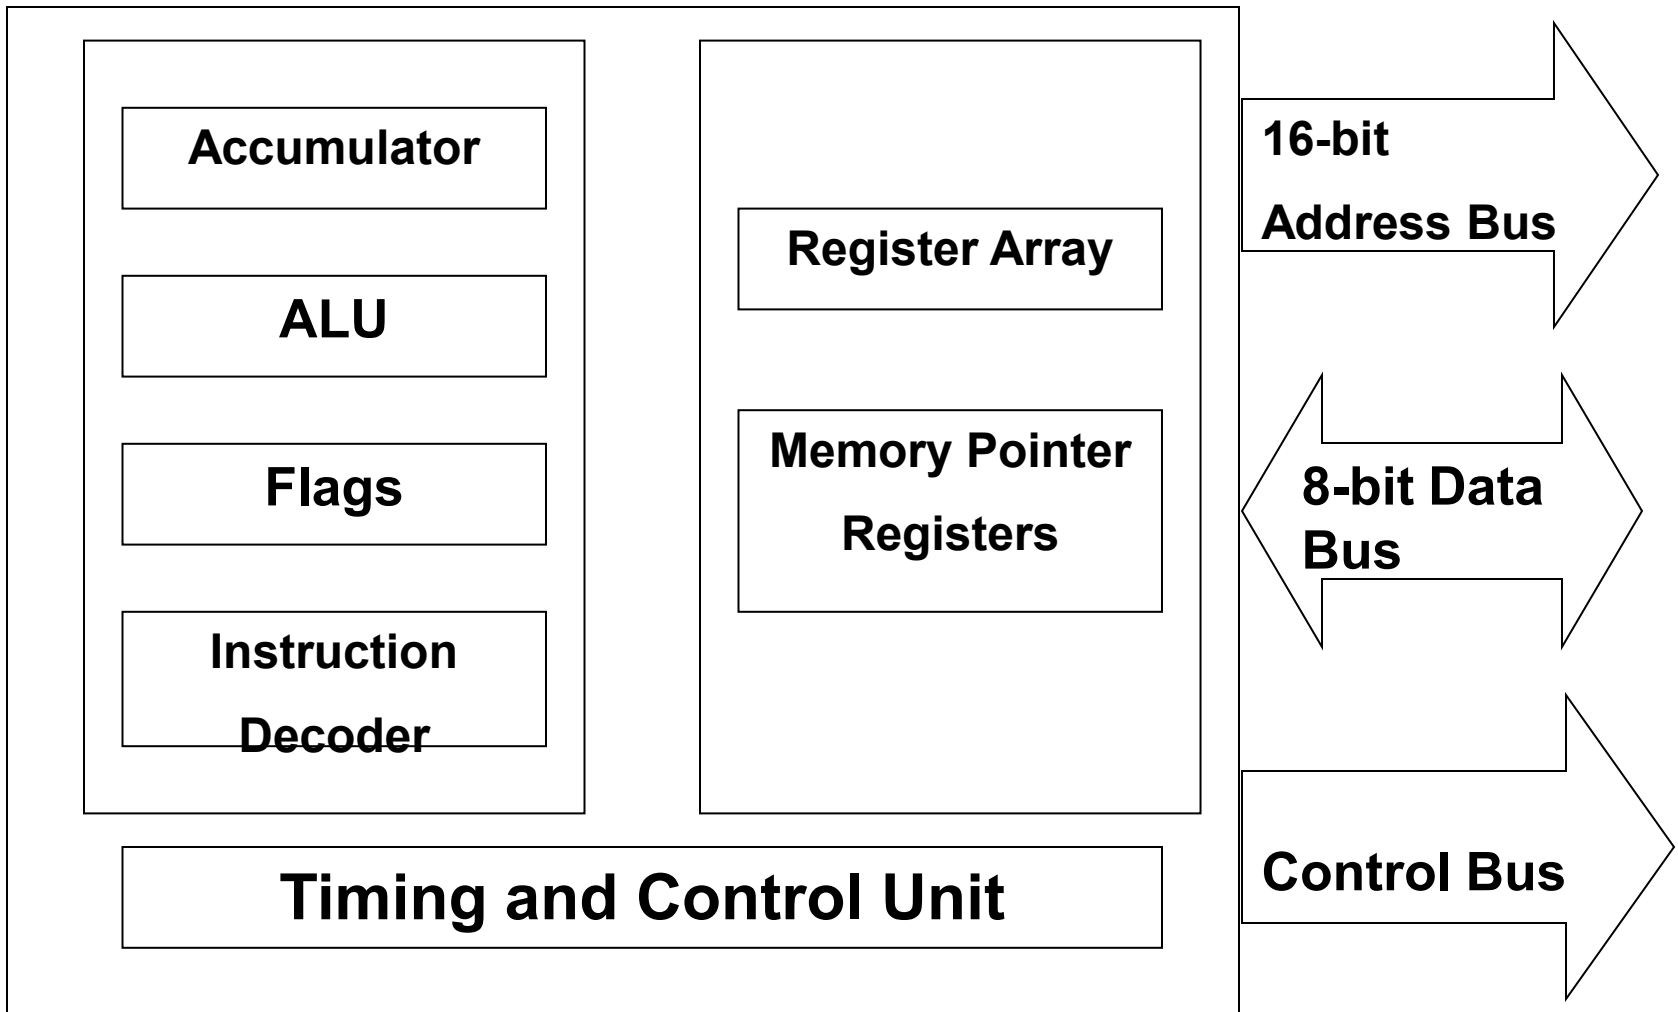 Accumulator
ALU
Flags
Instruction
Decoder
Register Array
Memory Pointer
Registers
Timing and Control Unit
16-bit
Address Bus
8-bit Data
Bus
Control Bus